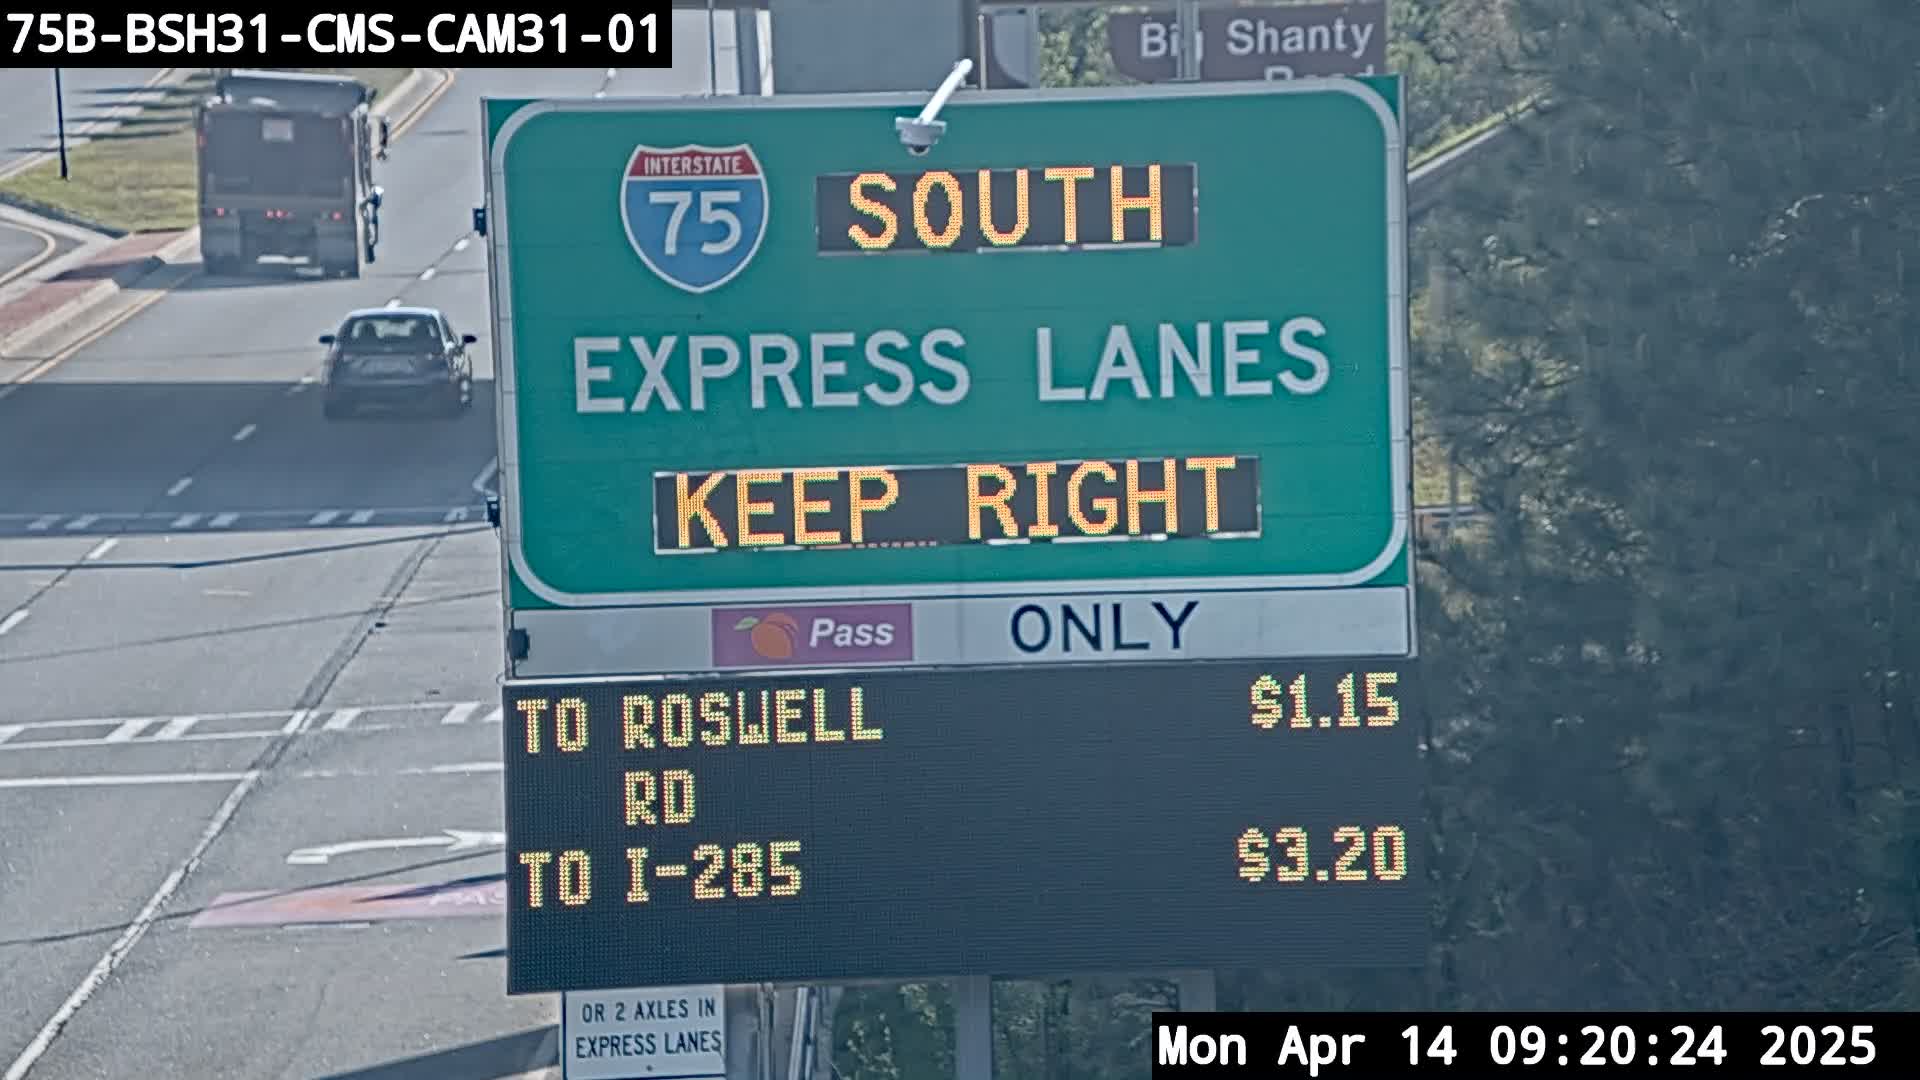 75B-BSH31-CMS-CAM31-01
Big Shanty
Road
INTERSTATE
75
SOUTH
EXPRESS LANES
KEEP RIGHT
Pass
ONLY
TO ROSWELL $1.15
RD
TO I-285 $3.20
OR 2 AXLES IN
EXPRESS LANES
Mon Apr 14 09:20:24 2025